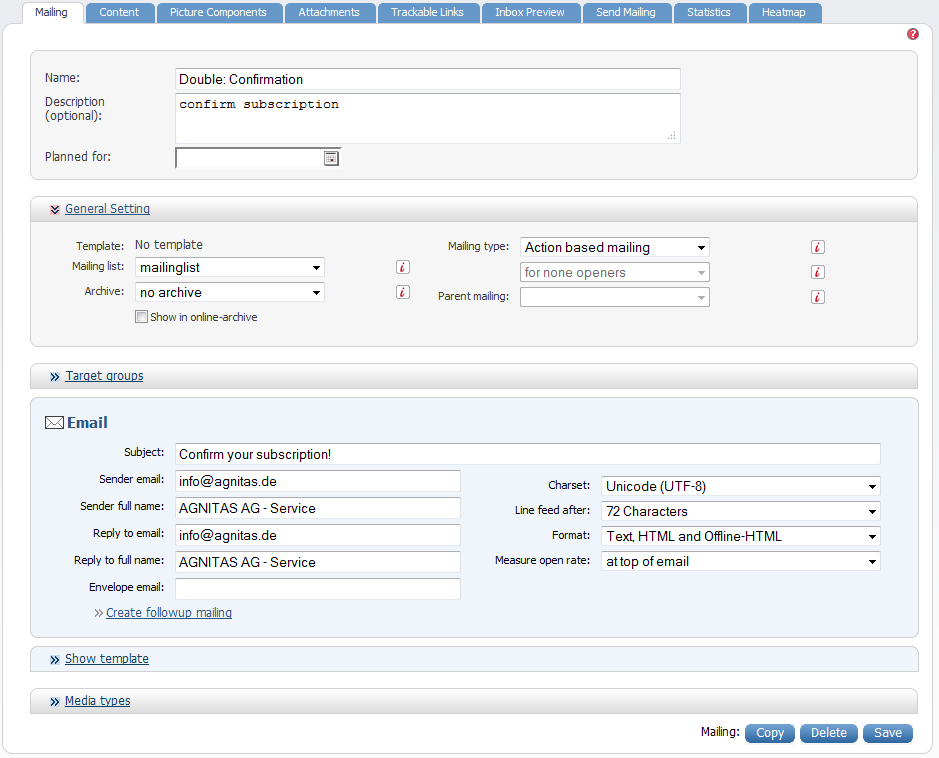 Mailing Content Picture Components Attachments Trackable Links Inbox Preview Send Mailing Statistics Heatmap
?
Name: Double: Confirmation
Description confirm subscription
(optional):
Planned for:
General Setting
Template: No template Mailing type: Action based mailing i
Mailing list: mailinglist i for none openers i
Archive: no archive i Parent mailing: i
Show in online-archive
Target groups
Email
Subject: Confirm your subscription!
Sender email: info@agnitas.de Charset: Unicode (UTF-8)
Sender full name: AGNITAS AG - Service Line feed after: 72 Characters
Reply to email: info@agnitas.de Format: Text, HTML and Offline-HTML
Reply to full name: AGNITAS AG - Service Measure open rate: at top of email
Envelope email:
Create followup mailing
Show template
Media types
Mailing: Copy Delete Save